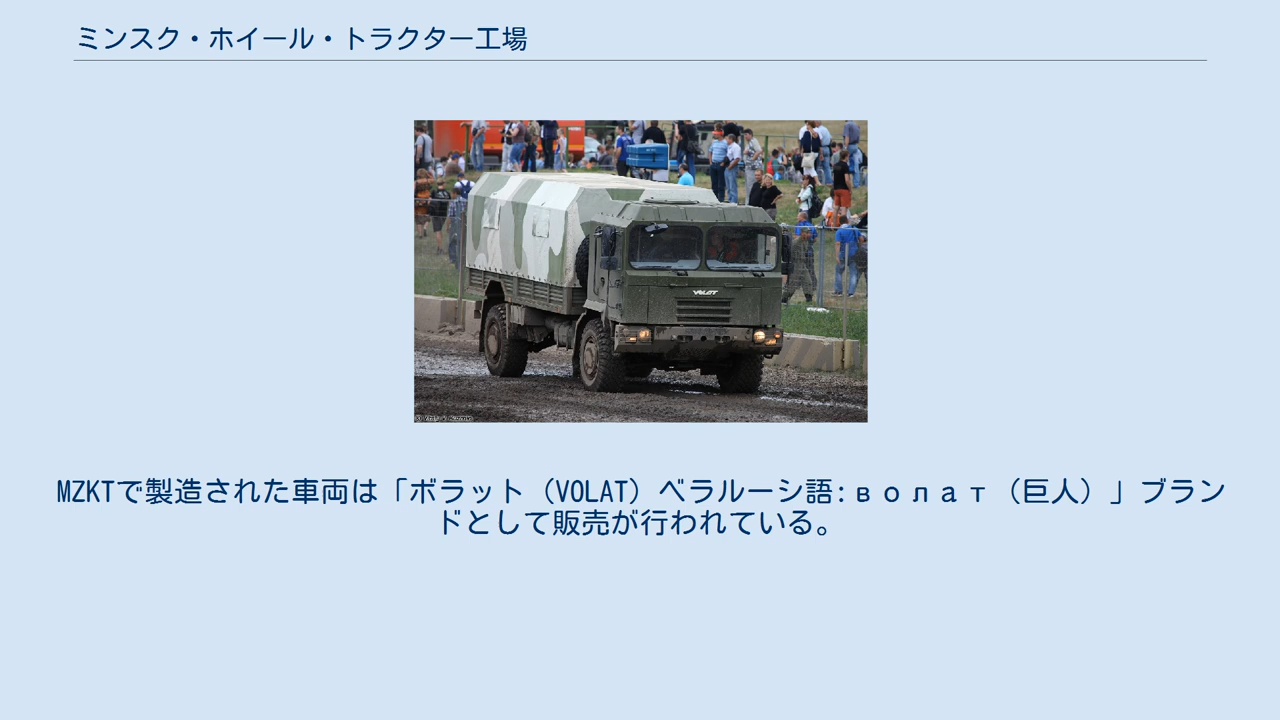 ミンスク・ホイール・トラクター工場
VOLAT
MZKTで製造された車両は「ボラット（VOLAT）ベラルーシ語:волат（巨人）」ブラン
ドとして販売が行われている。